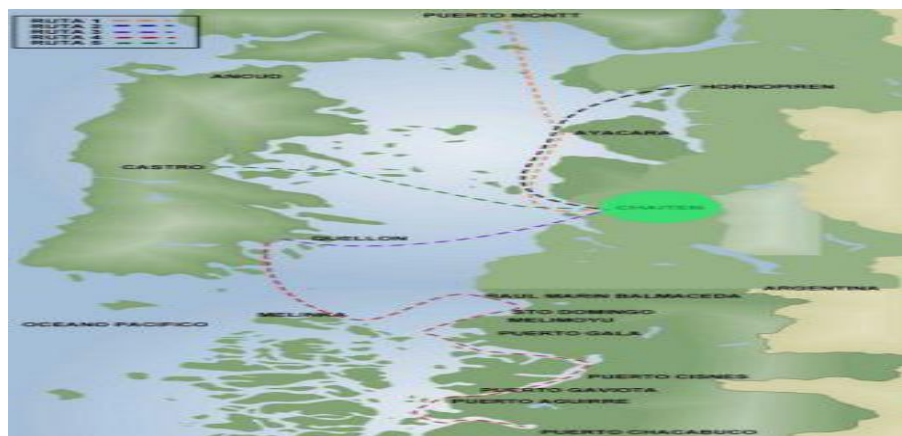 PUERTO MONTT
RUTA 1
RUTA 2
RUTA 3
RUTA 4
RUTA 5
ANCUD
HORNOPIREN
AYACARA
CASTRO
CHAITEN
QUELLON
ARGENTINA
RAUL MARIN BALMACEDA
MELINKA
STO DOMINGO
OCEANO PACIFICO
MELIMOYU
PUERTO GALA
PUERTO CISNES
PUERTO GAVIOTA
PUERTO AGUIRRE
PUERTO CHACABUCO